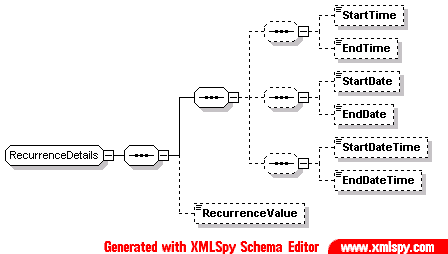 StartTime
EndTime
StartDate
EndDate
RecurrenceDetails
StartDateTime
EndDateTime
RecurrenceValue
Generated with XMLSpy Schema Editor www.xmlspy.com